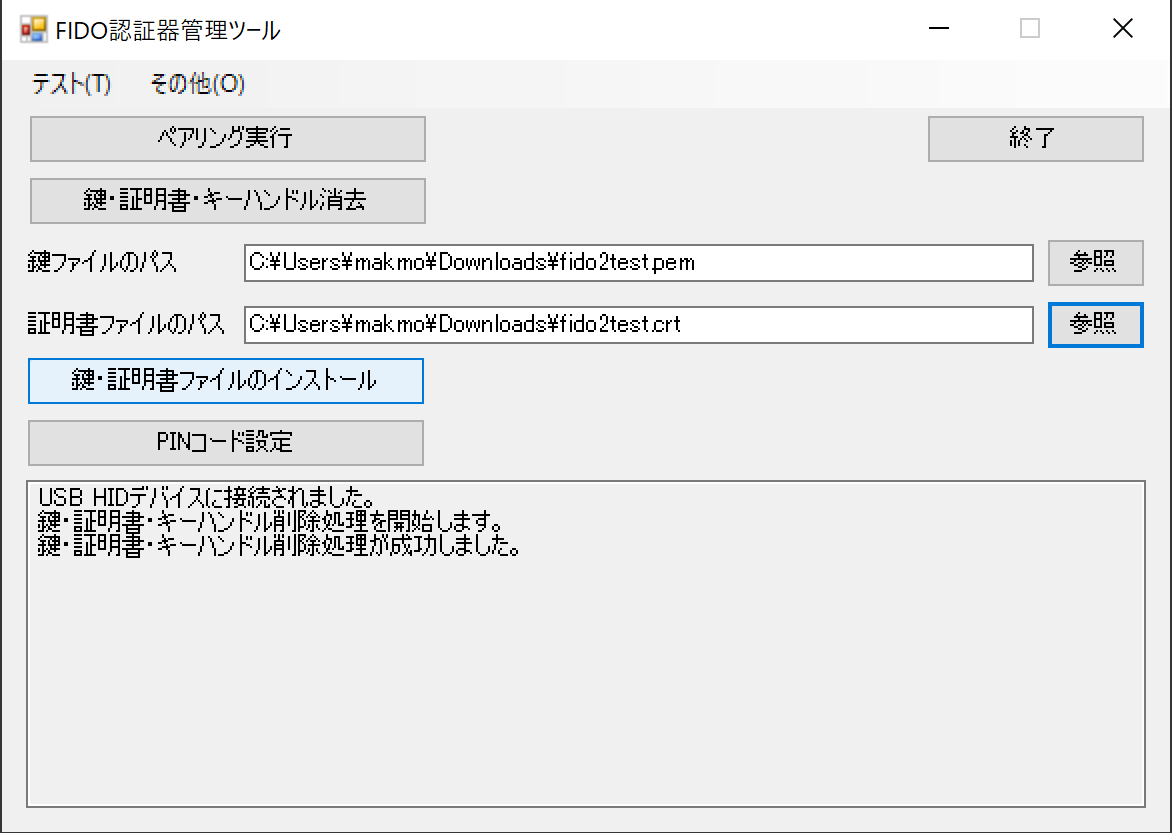 FIDO認証器管理ツール
テスト(T) その他(O)
ペアリング実行 終了
鍵・証明書・キーハンドル消去
鍵ファイルのパス C:¥Users¥makmo¥Downloads¥fido2test.pem 参照
証明書ファイルのパス C:¥Users¥makmo¥Downloads¥fido2test.crt 参照
鍵・証明書ファイルのインストール
PINコード設定
USB HIDデバイスに接続されました。
鍵・証明書・キーハンドル削除処理を開始します。
鍵・証明書・キーハンドル削除処理が成功しました。